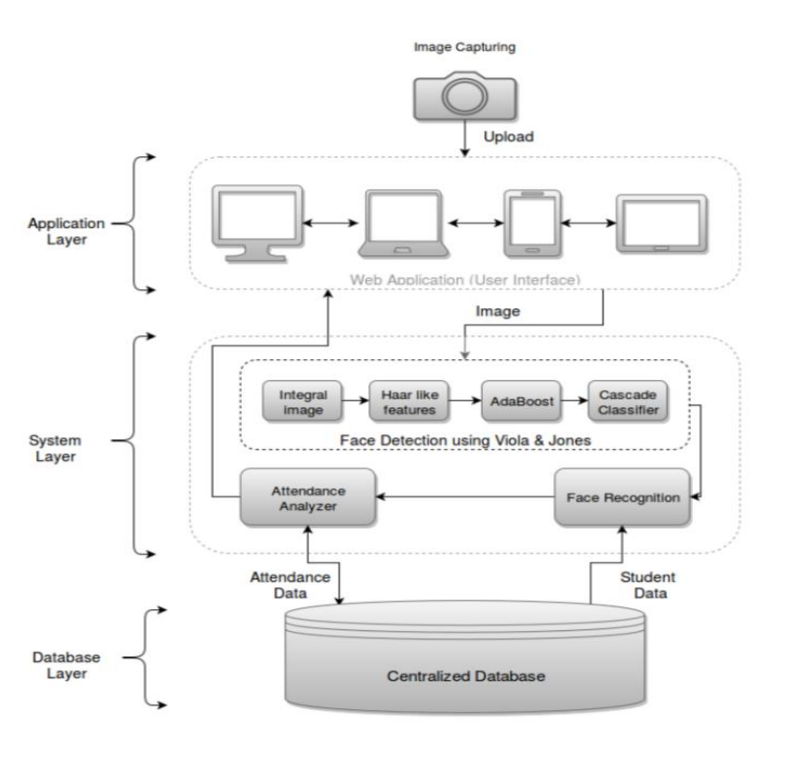 Image Capturing
Upload
Application
Layer
Web Application (User Interface)
Image
Integral
image
Haar like
features
AdaBoost
Cascade
Classifier
Face Detection using Viola & Jones
System
Layer
Attendance
Analyzer
Face Recognition
Attendance
Data
Student
Data
Database
Layer
Centralized Database